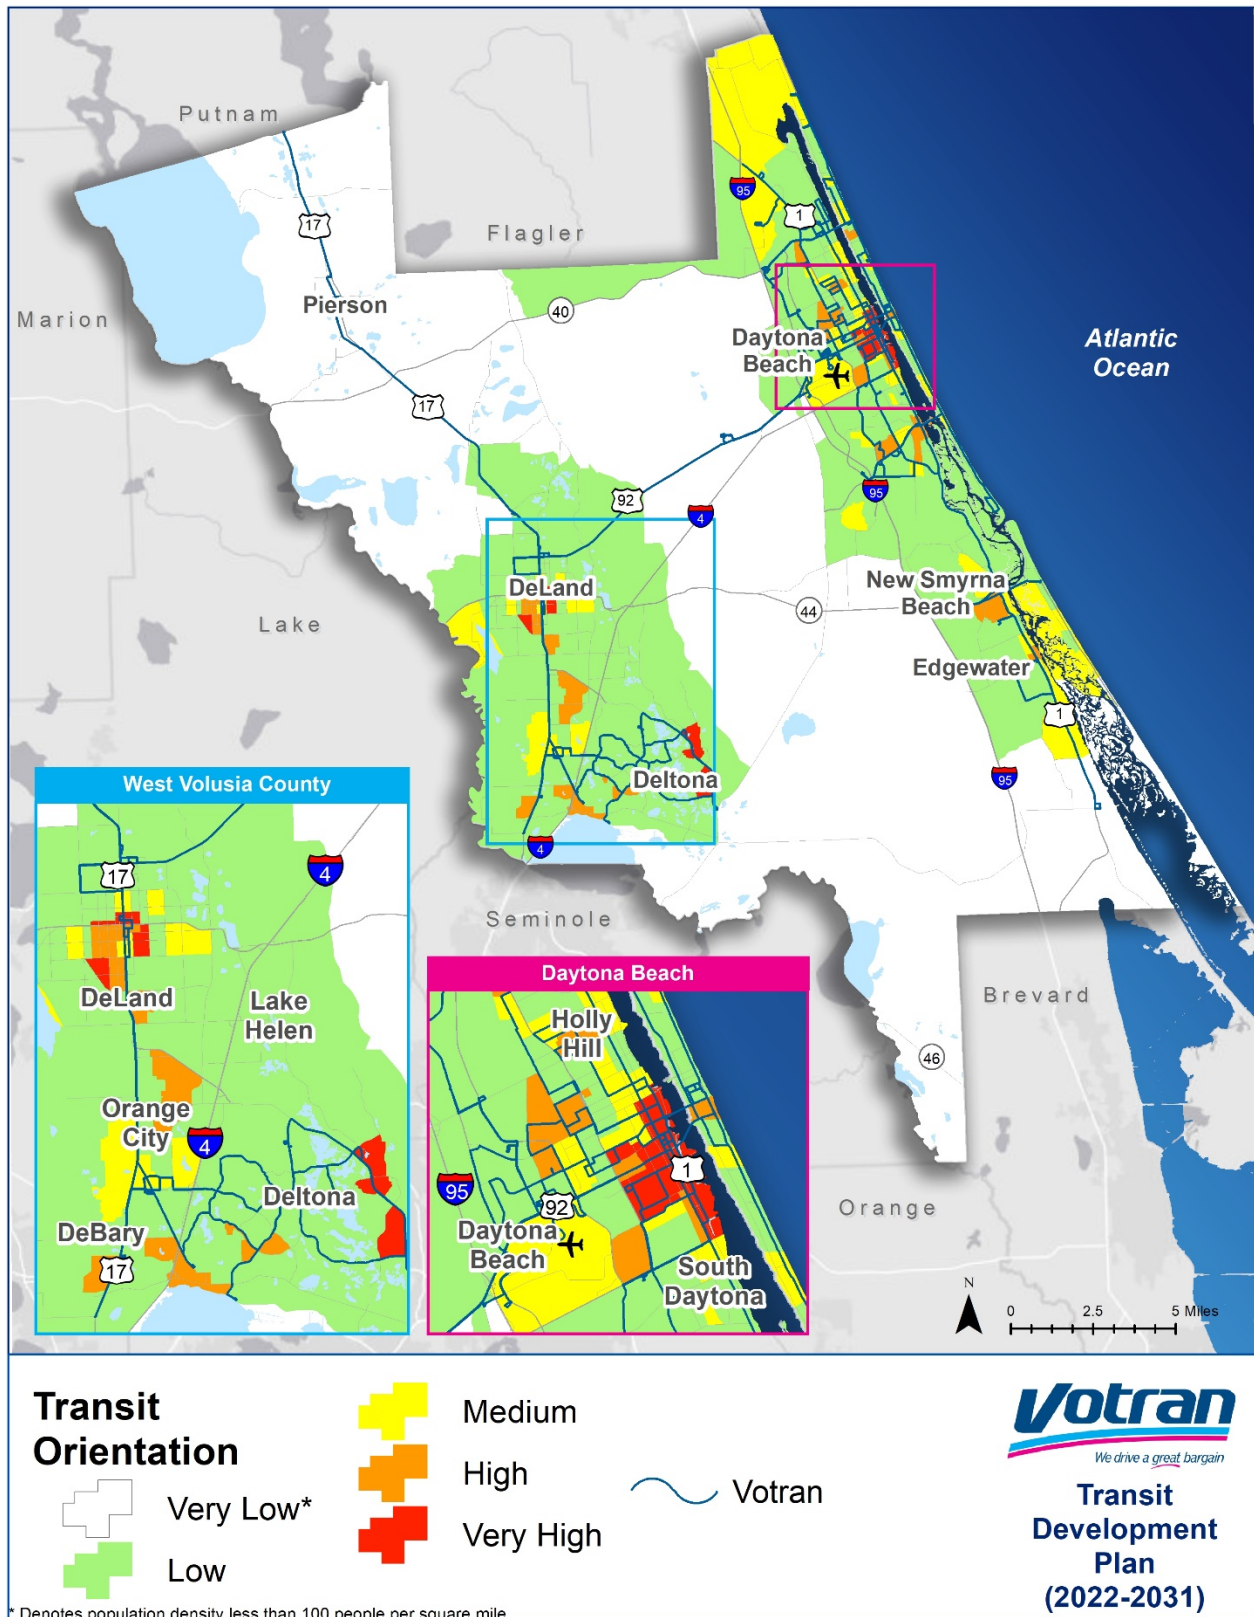 Putnam
95
17
1
Flagler
Pierson
40
Marion
Daytona
Beach
Atlantic
Ocean
17
92
95
4
DeLand
New Smyrna
Beach
44
Lake
Edgewater
1
Deltona
95
4
West Volusia County
17
4
DeLand
Lake
Helen
Orange
City
4
Deltona
DeBary
17
Seminole
Daytona Beach
Holly
Hill
1
95
92
Daytona
Beach
South
Daytona
Brevard
46
Orange
N
0 2.5 5 Miles
Transit
Orientation
Very Low*
Low
Medium
High
Very High
Votran
* Denotes population density less than 100 people per square mile
Votran
We drive a great bargain
Transit
Development
Plan
(2022-2031)